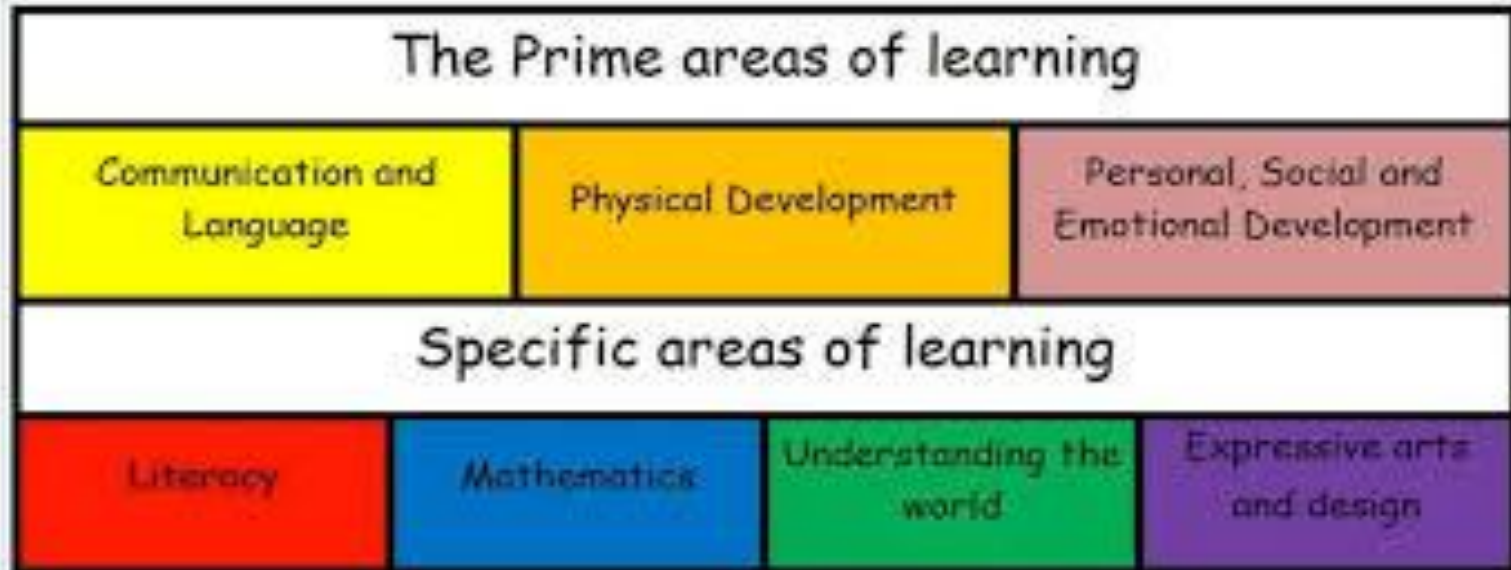 The Prime areas of learning
Communication and
Language
Physical Development
Personal, Social and
Emotional Development
Specific areas of learning
Literacy
Mathematics
Understanding the
world
Expressive arts
and design